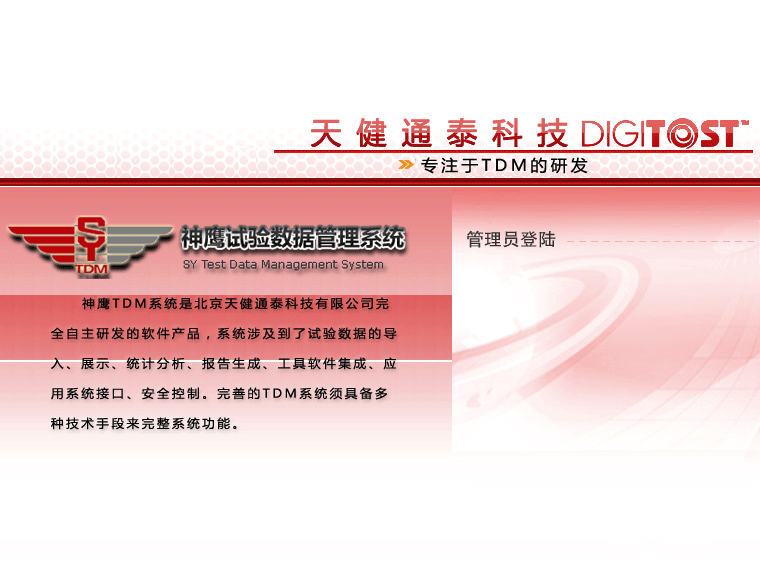 天健通泰科技 DIGITOST™
专注于TDM的研发
SY TDM
神鹰试验数据管理系统
SY Test Data Management System
管理员登陆
神鹰TDM系统是北京天健通泰科技有限公司完
全自主研发的软件产品，系统涉及到了试验数据的导
入、展示、统计分析、报告生成、工具软件集成、应
用系统接口、安全控制。完善的TDM系统须具备多
种技术手段来完整系统功能。